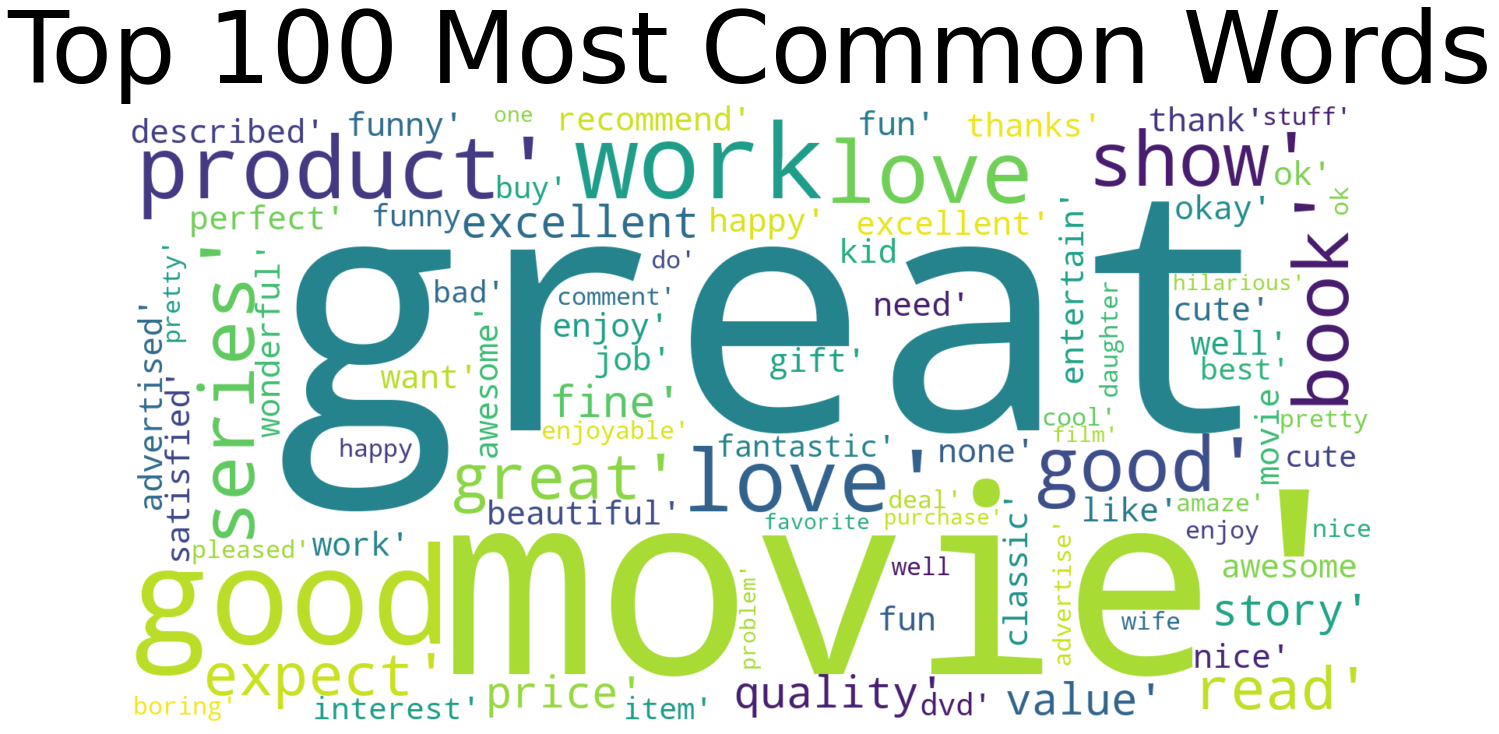 Top 100 Most Common Words
described' funny' one recommend' fun' thanks' thank' stuff'
product' buy' work love show' ok' ok
perfect' funny excellent happy' excellent' okay'
pretty' series' wonderful' great do' kid entertain' book'
bad' comment' need' daughter hilarious' cute'
advertised' awesome' enjoy' job' gift' well'
want' best'
satisfied' fine' cool' movie pretty
happy enjoyable' fantastic' none' film' cute
great' love' good'
beautiful' favorite deal' purchase' classic' like' amaze' enjoy nice
pleased' work' movie' well advertise' awesome
good problem' fun wife story'
expect' nice'
boring' interest' price' item' quality' dvd' value' read'